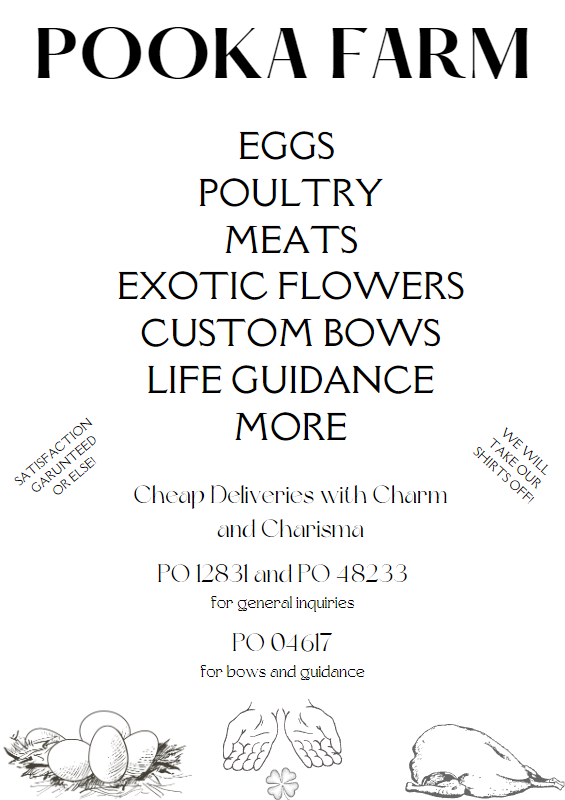 POOKA FARM
EGGS
POULTRY
MEATS
EXOTIC FLOWERS
CUSTOM BOWS
LIFE GUIDANCE
MORE
SATISFACTION
GARUNTEED
OR ELSE!
WE WILL
TAKE OUR
SHIRTS OFF!
Cheap Deliveries with Charm
and Charisma
PO 12831 and PO 48233
for general inquiries
PO 04617
for bows and guidance